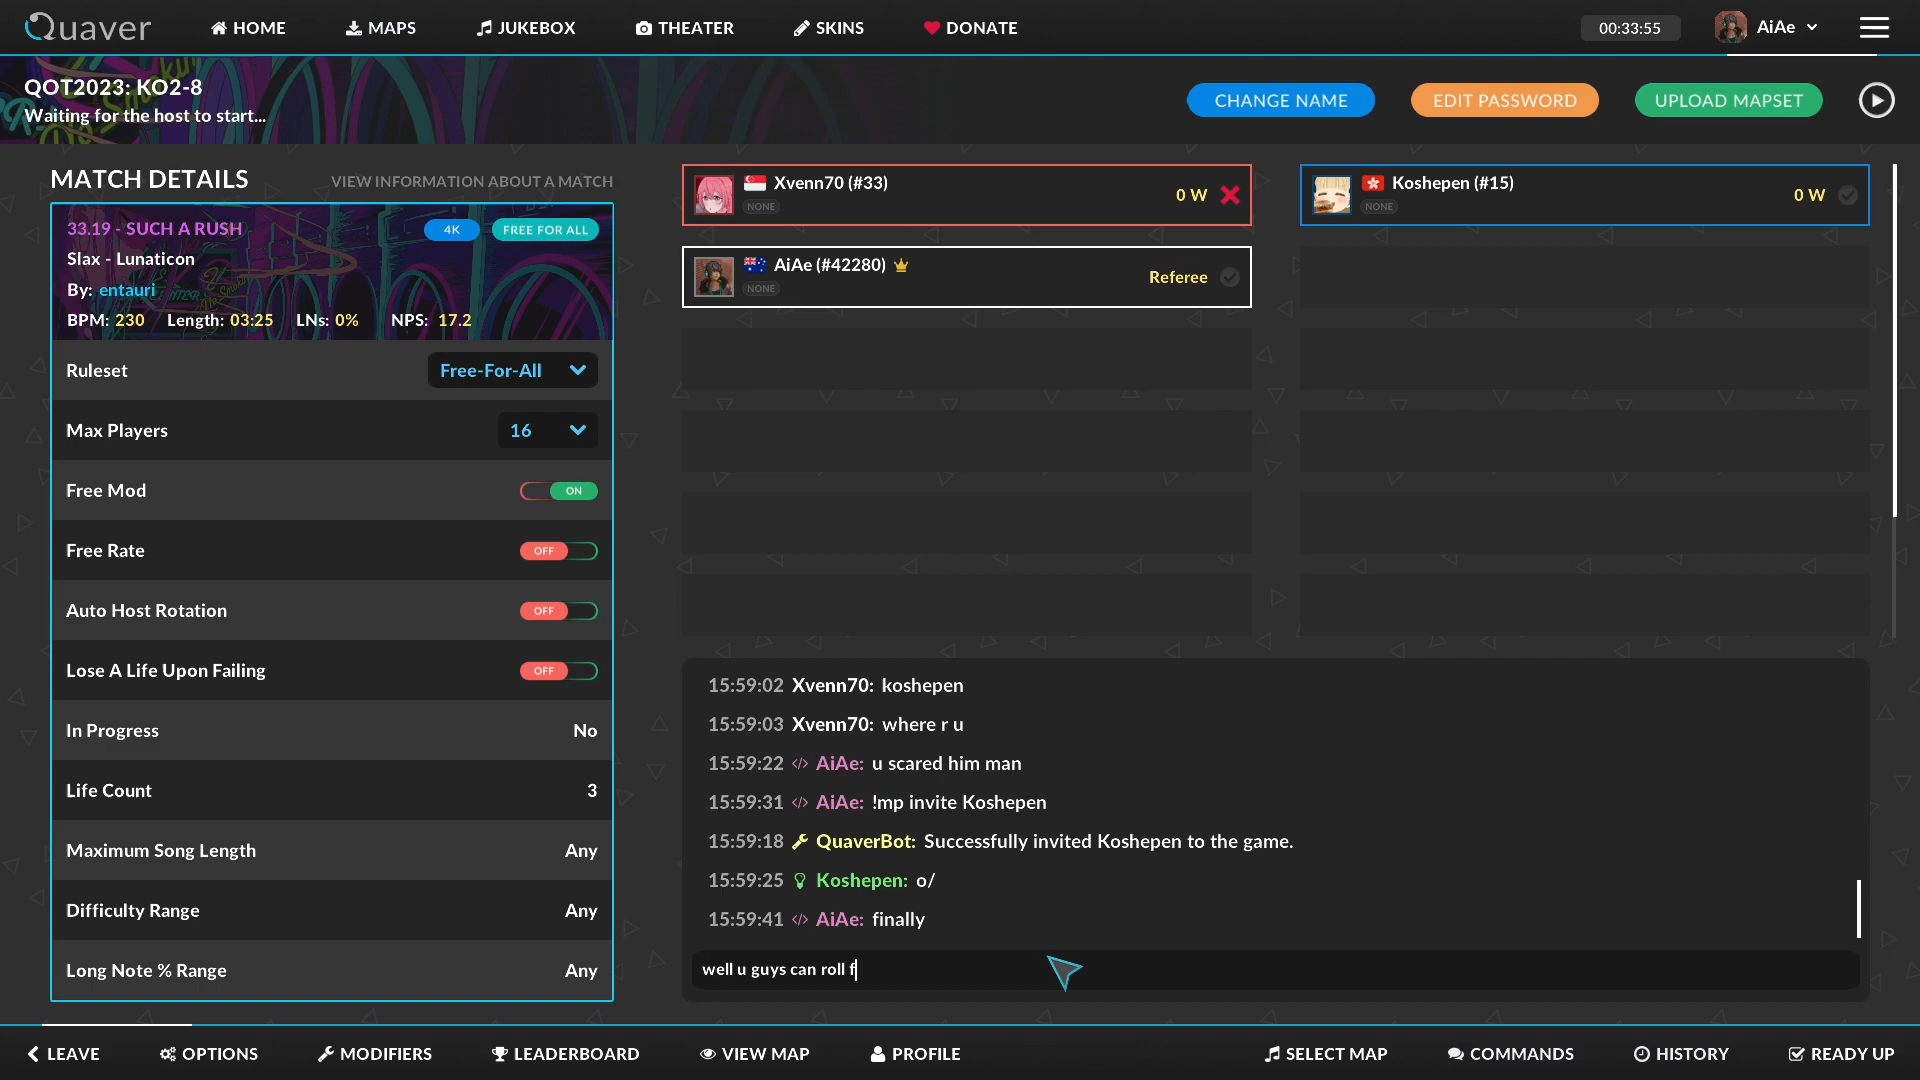 Quaver
HOME
MAPS
JUKEBOX
THEATER
SKINS
DONATE
00:33:55
AiAe
QOT2023: KO2-8
Waiting for the host to start...
CHANGE NAME
EDIT PASSWORD
UPLOAD MAPSET
MATCH DETAILS
VIEW INFORMATION ABOUT A MATCH
33.19 - SUCH A RUSH
4K
FREE FOR ALL
Slax - Lunaticon
By: entauri
BPM: 230 Length: 03:25 LNs: 0% NPS: 17.2
Ruleset Free-For-All
Max Players 16
Free Mod ON
Free Rate OFF
Auto Host Rotation OFF
Lose A Life Upon Failing OFF
In Progress No
Life Count 3
Maximum Song Length Any
Difficulty Range Any
Long Note % Range Any
Xvenn70 (#33)
NONE
0 W
Koshepen (#15)
NONE
0 W
AiAe (#42280)
NONE
Referee
15:59:02 Xvenn70: koshepen
15:59:03 Xvenn70: where r u
15:59:22 </> AiAe: u scared him man
15:59:31 </> AiAe: !mp invite Koshepen
15:59:18 QuaverBot: Successfully invited Koshepen to the game.
15:59:25 Koshepen: o/
15:59:41 </> AiAe: finally
well u guys can roll f
LEAVE
OPTIONS
MODIFIERS
LEADERBOARD
VIEW MAP
PROFILE
SELECT MAP
COMMANDS
HISTORY
READY UP